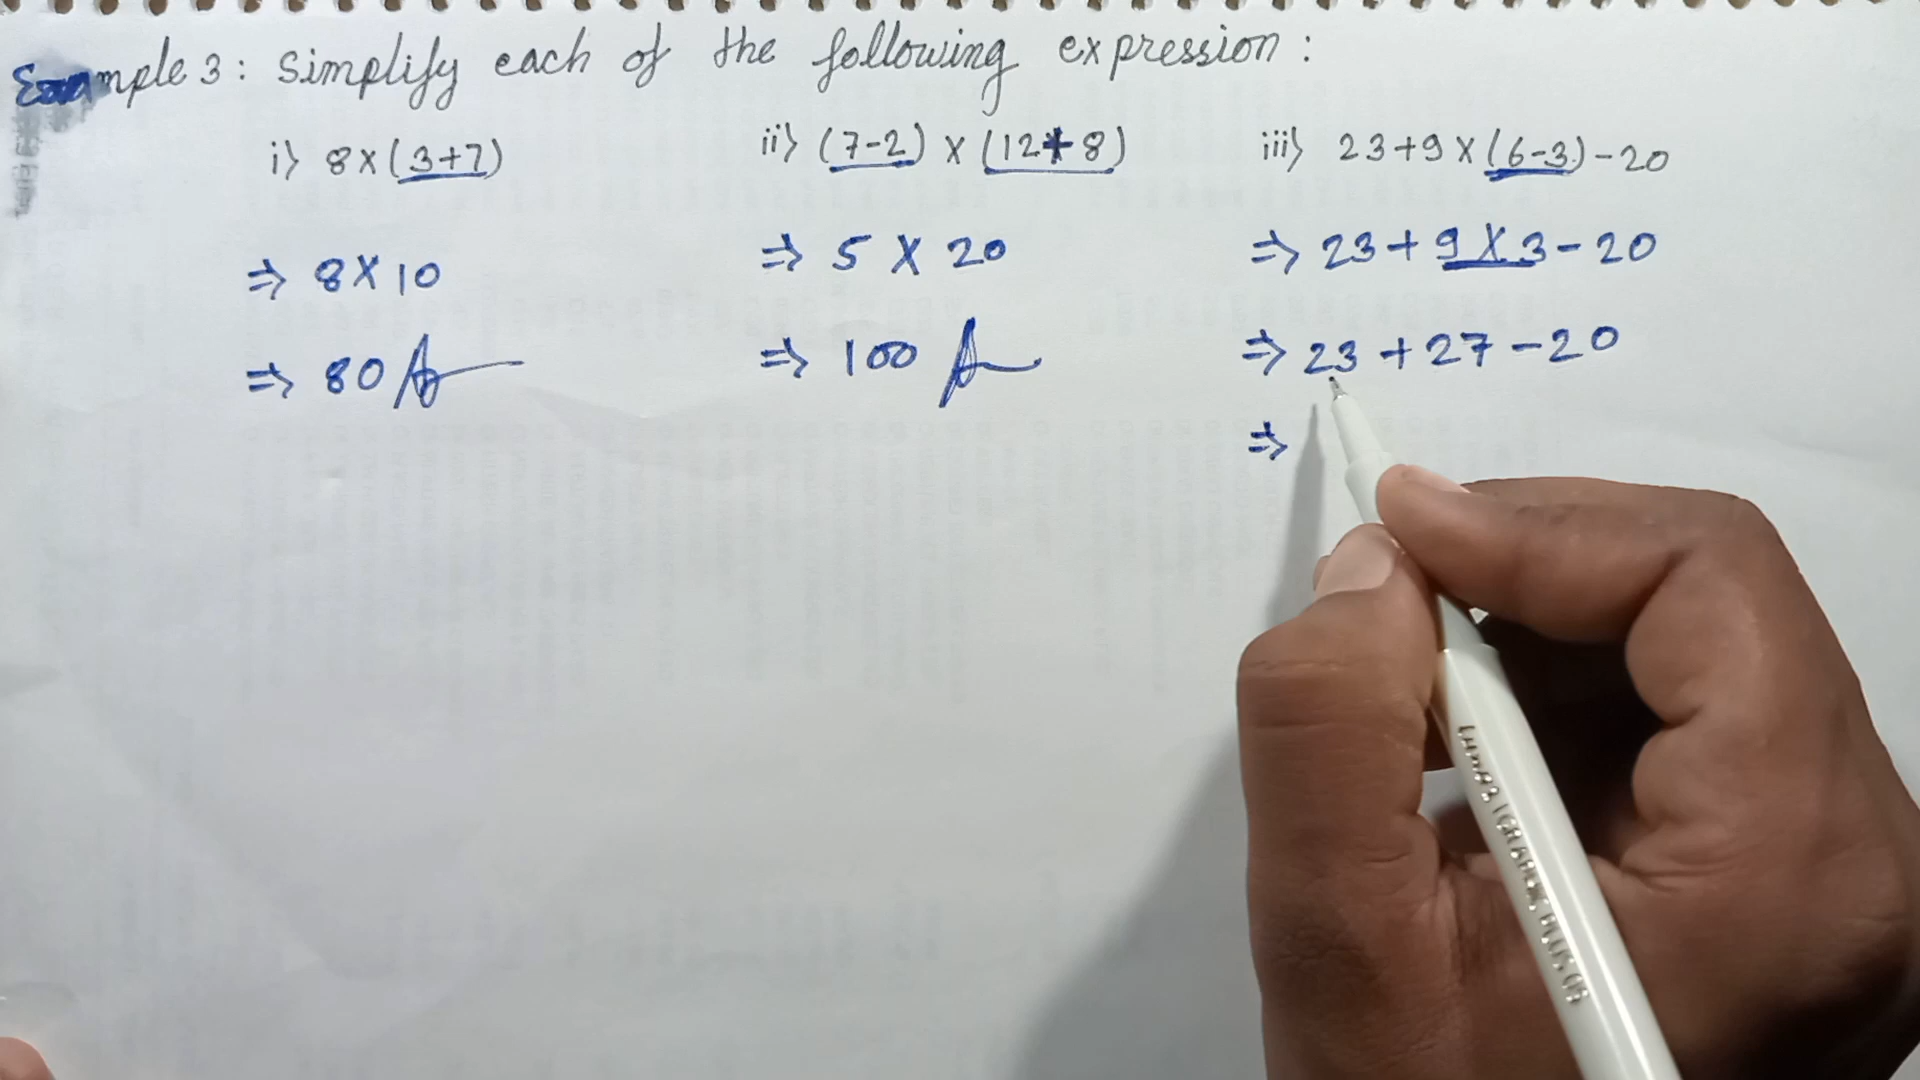 Example 3: Simplify each of the following expression:
i) 8×(3+7)
⇒ 8×10
⇒ 80
ii) (7-2) × (12+8)
⇒ 5 × 20
⇒ 100
iii) 23+9×(6-3)-20
⇒ 23+9×3-20
⇒ 23+27-20
⇒